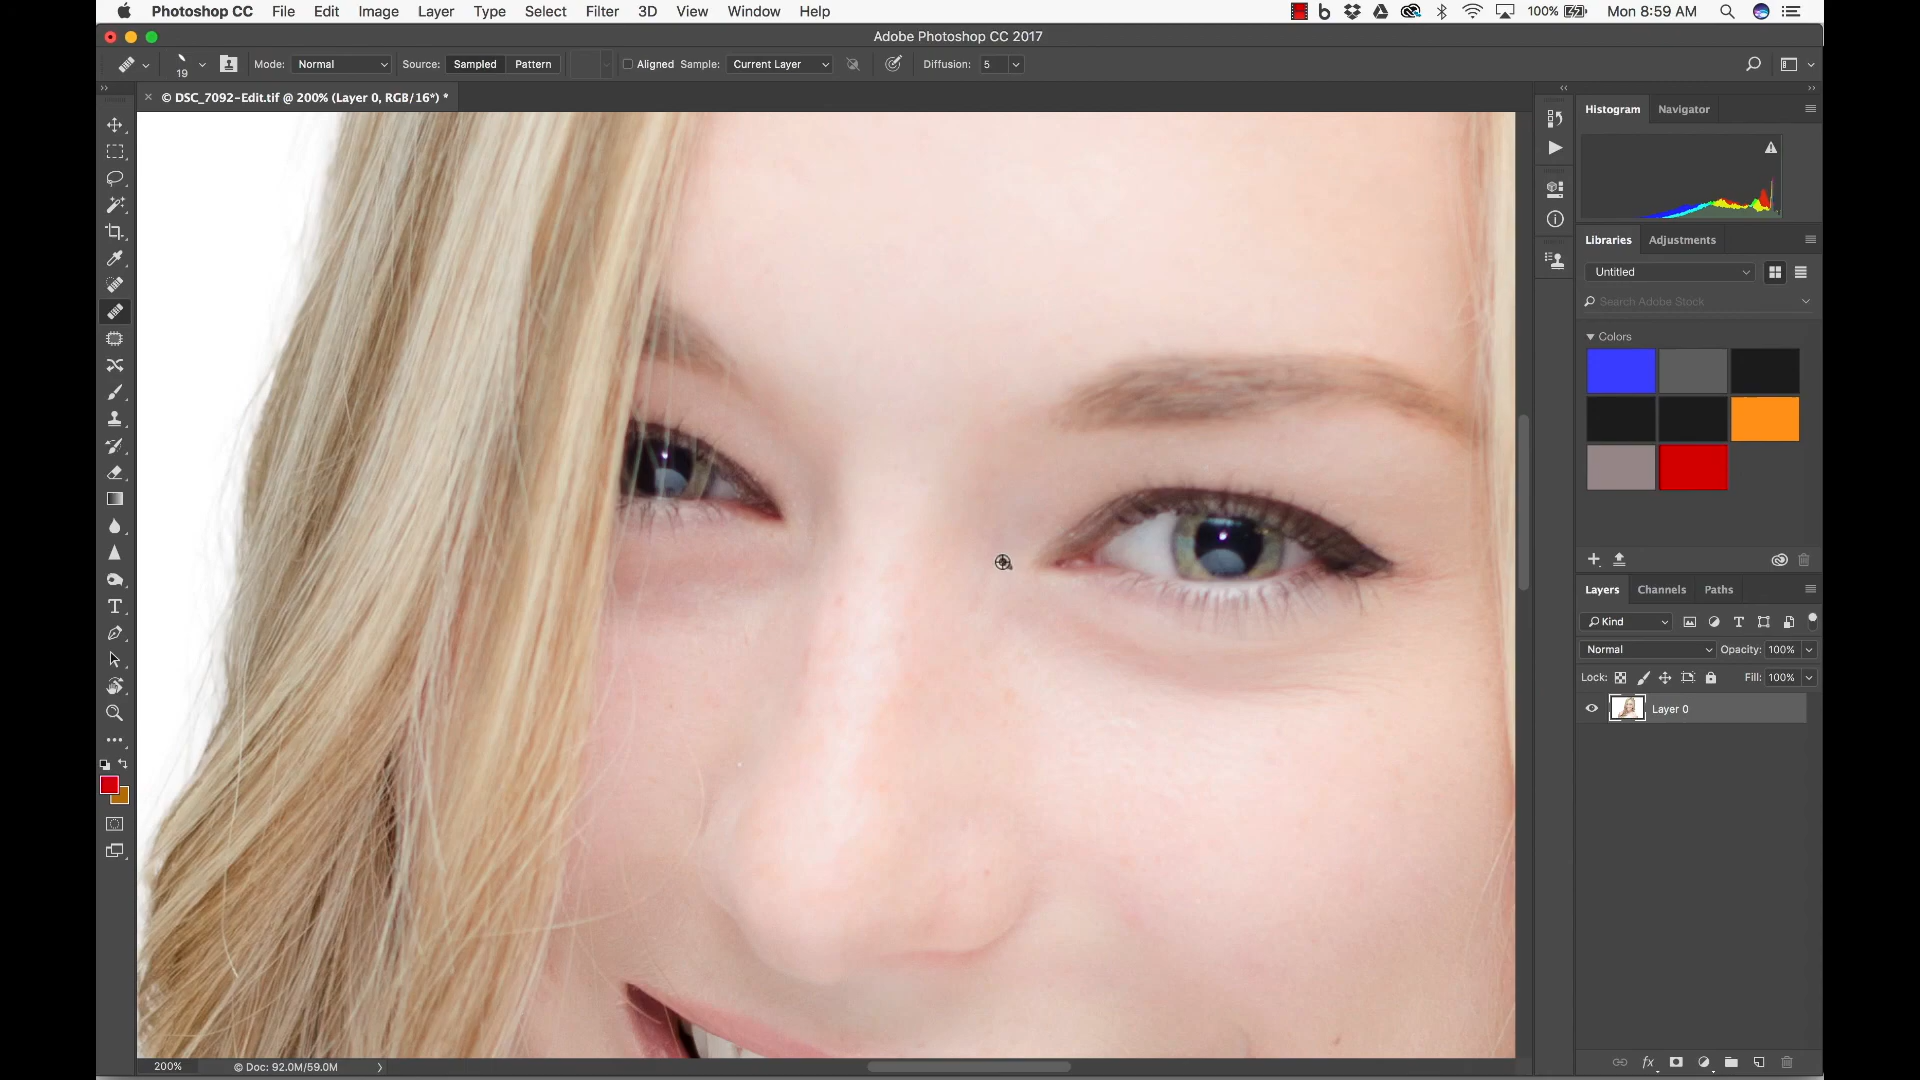 Photoshop CC File Edit Image Layer Type Select Filter 3D View Window Help 100% Mon 8:59 AM
Adobe Photoshop CC 2017
19 Mode: Normal Source: Sampled Pattern Aligned Sample: Current Layer Diffusion: 5
© DSC_7092-Edit.tif @ 200% (Layer 0, RGB/16*) *
Histogram Navigator
Libraries Adjustments
Untitled
Search Adobe Stock
Colors
Layers Channels Paths
Kind
Normal Opacity: 100%
Lock: Fill: 100%
Layer 0
200% © Doc: 92.0M/59.0M